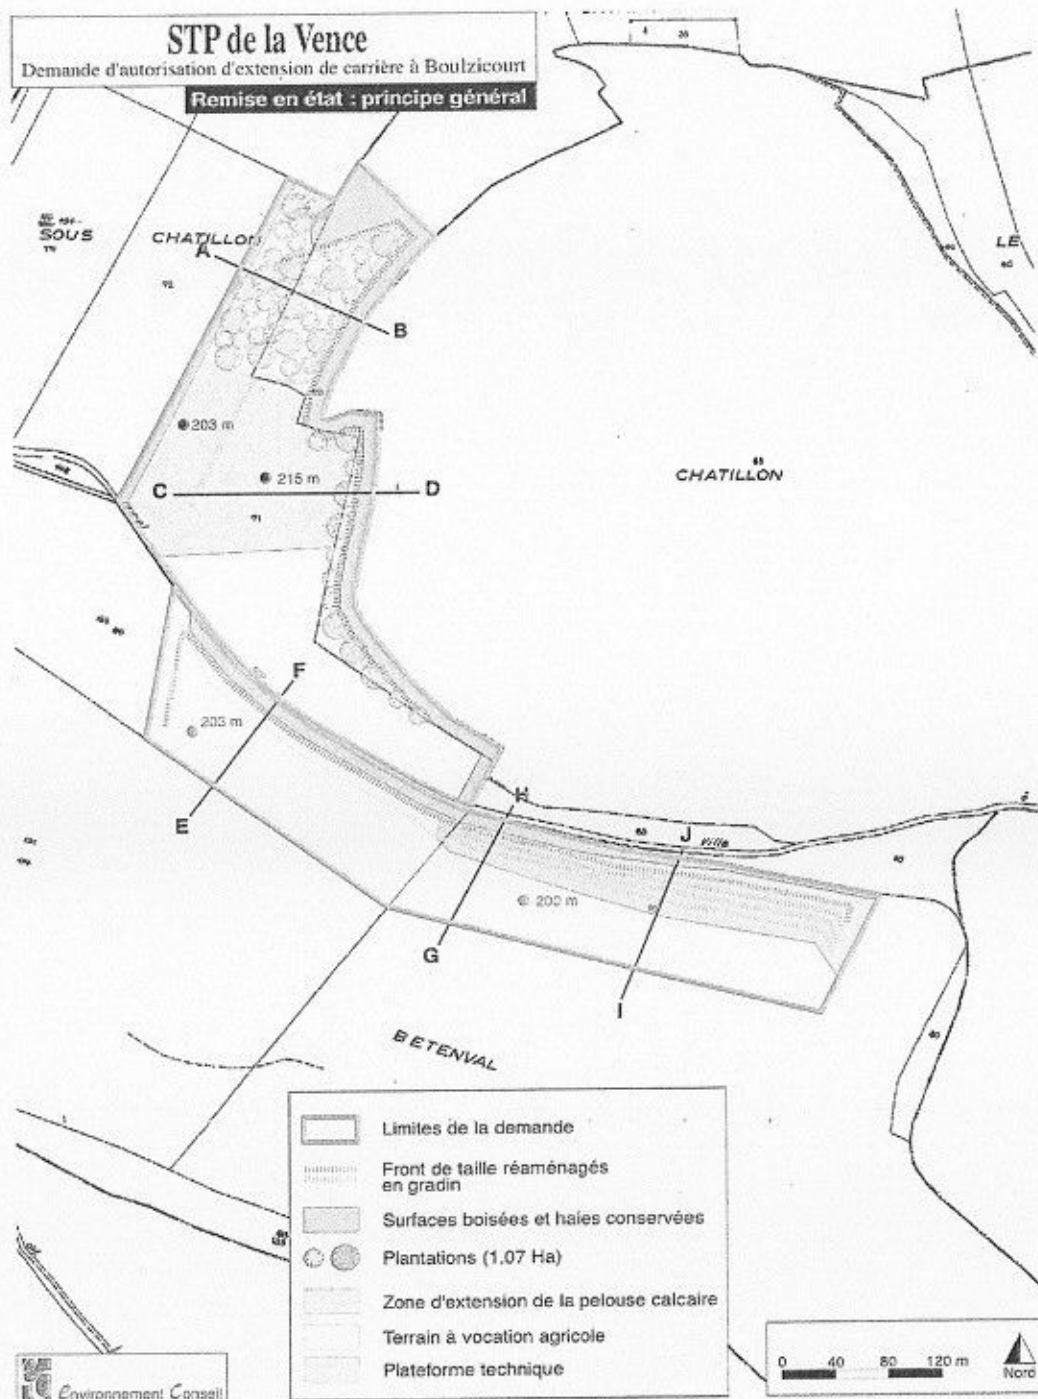 STP de la Vence
Demande d'autorisation d'extension de carrière à Boulzicourt
Remise en état : principe général
SOUS
CHATILLON
LE
A
B
203 m
CHATILLON
215 m
C
D
F
203 m
E
H
J
Ville
200 m
G
I
BETENVAL
Limites de la demande
Front de taille réaménagés
en gradin
Surfaces boisées et haies conservées
Plantations (1.07 Ha)
Zone d'extension de la pelouse calcaire
Terrain à vocation agricole
Plateforme technique
0 40 80 120 m
Nord
Environnement Conseil